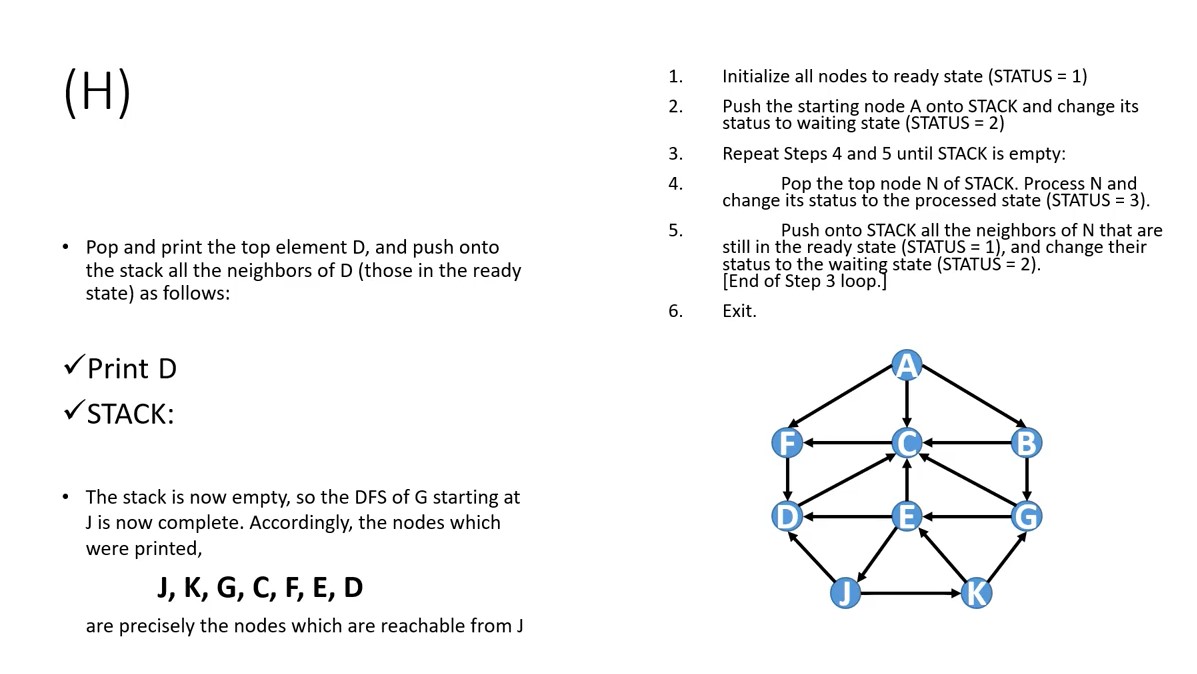 (H)
• Pop and print the top element D, and push onto
the stack all the neighbors of D (those in the ready
state) as follows:
✓Print D
✓STACK:
• The stack is now empty, so the DFS of G starting at
J is now complete. Accordingly, the nodes which
were printed,
J, K, G, C, F, E, D
are precisely the nodes which are reachable from J
1. Initialize all nodes to ready state (STATUS = 1)
2. Push the starting node A onto STACK and change its
status to waiting state (STATUS = 2)
3. Repeat Steps 4 and 5 until STACK is empty:
4. Pop the top node N of STACK. Process N and
change its status to the processed state (STATUS = 3).
5. Push onto STACK all the neighbors of N that are
still in the ready state (STATUS = 1), and change their
status to the waiting state (STATUS = 2).
[End of Step 3 loop.]
6. Exit.
A
F C B
D E G
J K